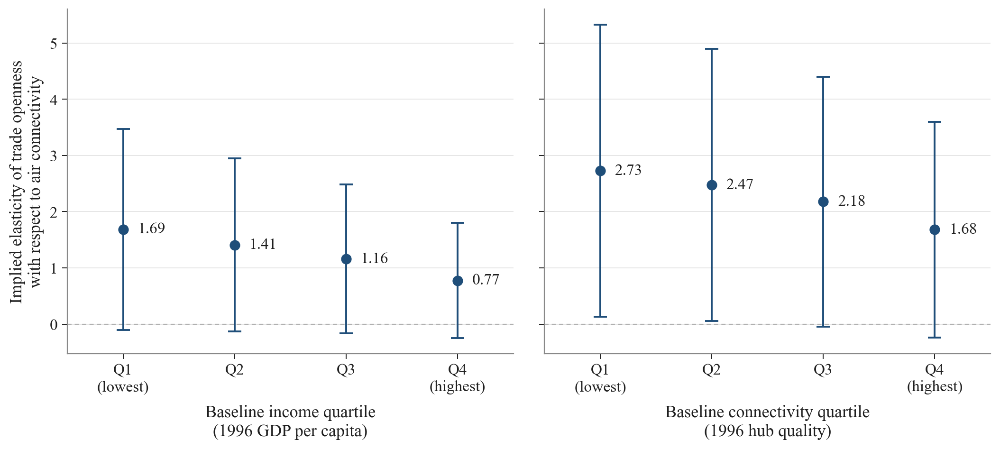 Implied elasticity of trade openness
with respect to air connectivity
5
4
3
2
1
0
1.69
1.41
1.16
0.77
Q1
(lowest)
Q2
Q3
Q4
(highest)
Baseline income quartile
(1996 GDP per capita)
2.73
2.47
2.18
1.68
Q1
(lowest)
Q2
Q3
Q4
(highest)
Baseline connectivity quartile
(1996 hub quality)